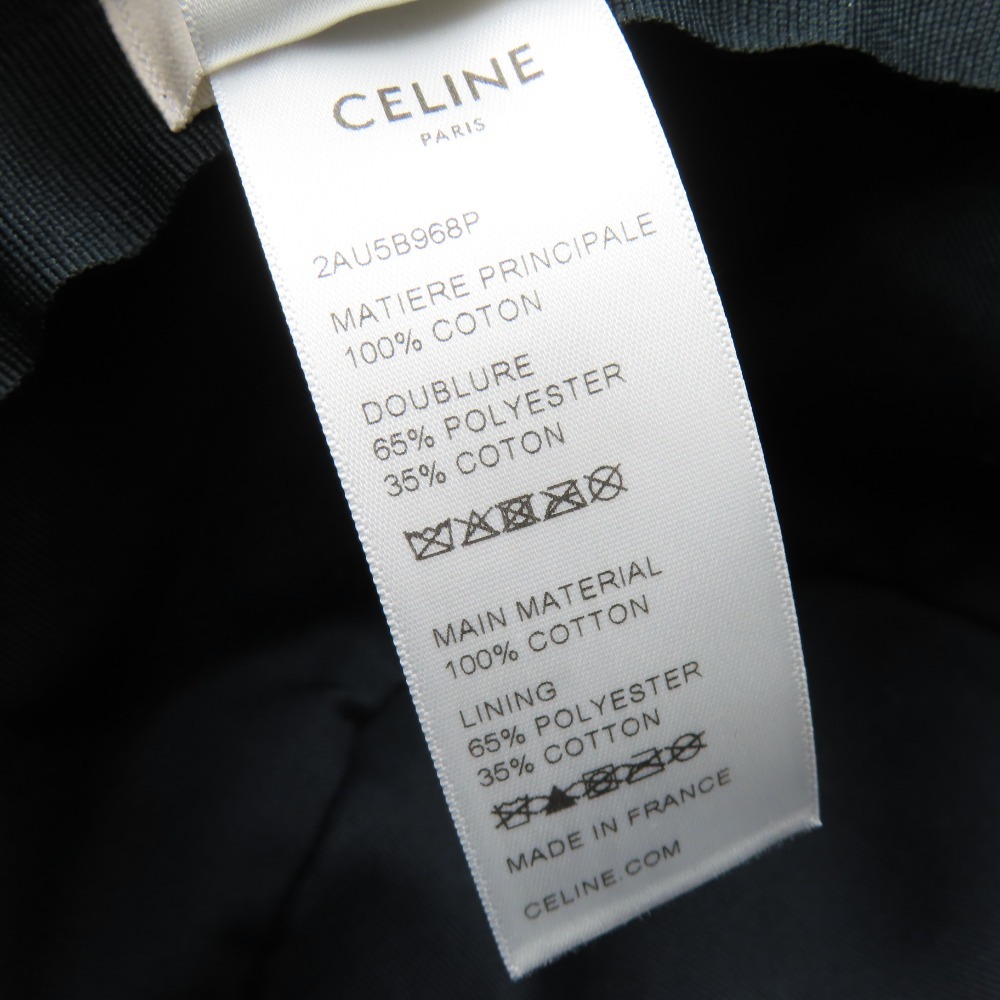 CELINE
PARIS
2AU5B968P
MATIERE PRINCIPALE
100% COTON
DOUBLURE
65% POLYESTER
35% COTON
MAIN MATERIAL
100% COTTON
LINING
65% POLYESTER
35% COTTON
MADE IN FRANCE
CELINE.COM